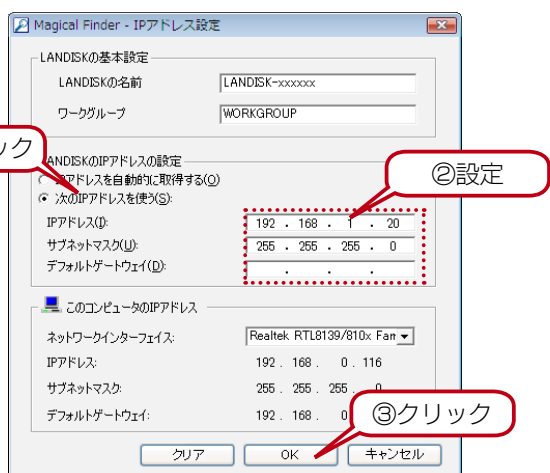 Magical Finder - IPアドレス設定
LANDISKの基本設定
LANDISKの名前 LANDISK-xxxxxx
ワークグループ WORKGROUP
ック
LANDISKのIPアドレスの設定
IPアドレスを自動的に取得する(O)
次のIPアドレスを使う(S):
②設定
IPアドレス(I): 192 . 168 . 1 . 20
サブネットマスク(U): 255 . 255 . 255 . 0
デフォルトゲートウェイ(D): . . .
このコンピュータのIPアドレス
ネットワークインターフェイス: Realtek RTL8139/810x Fan
IPアドレス: 192 . 168 . 0 . 116
サブネットマスク: 255 . 255 . 255 . 0
デフォルトゲートウェイ: 192 . 168 . 0
③クリック
クリア OK キャンセル